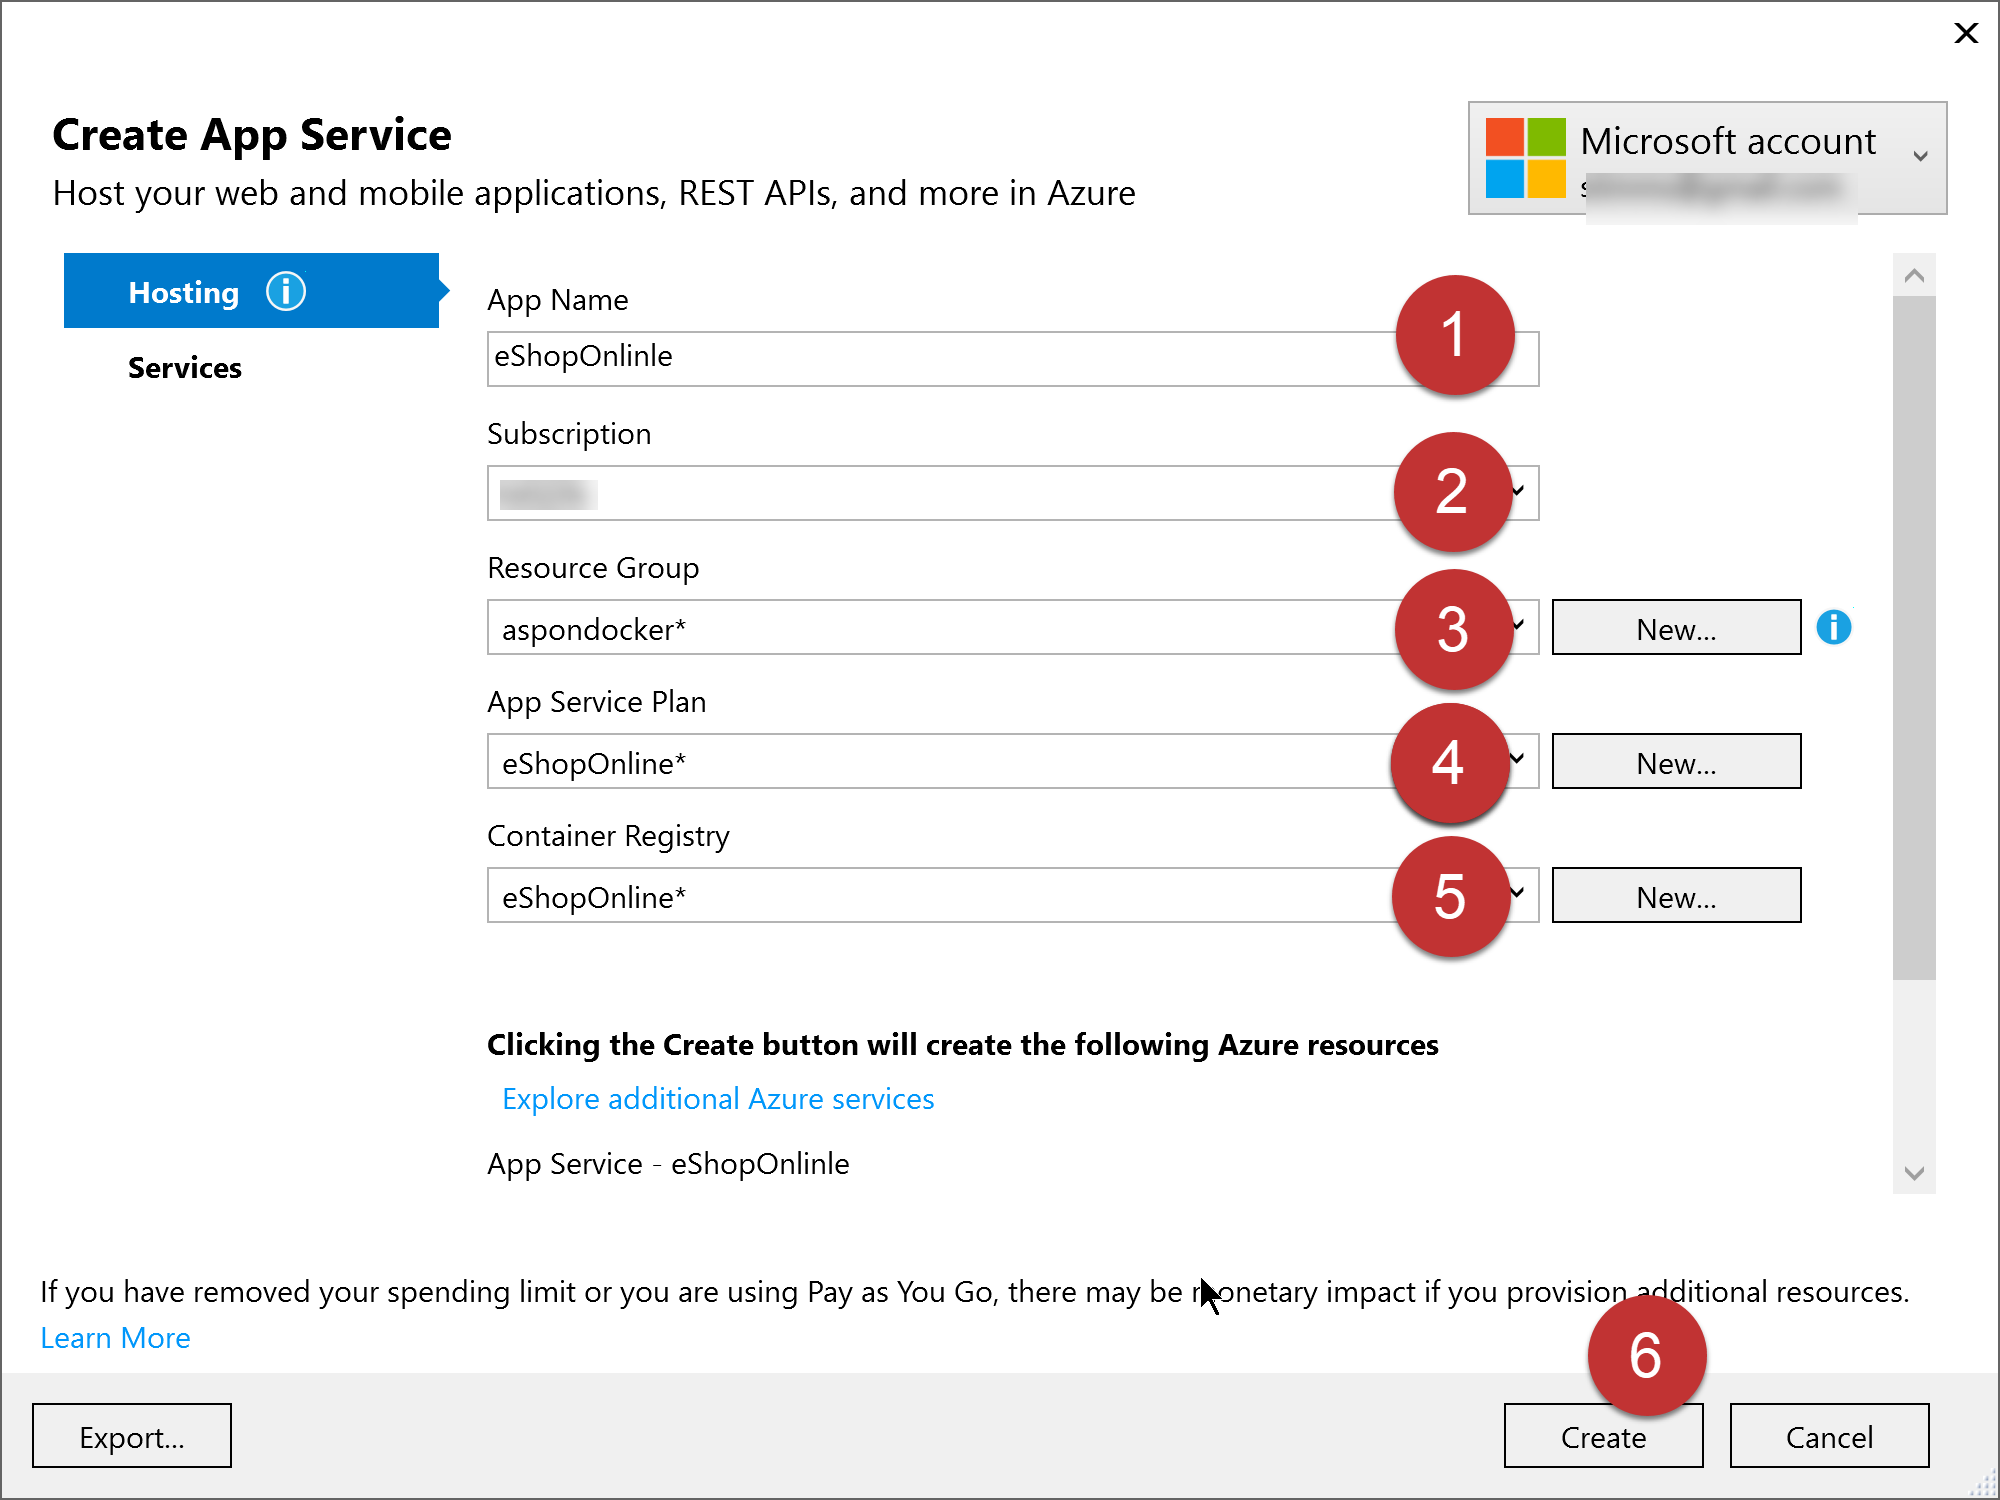 Create App Service
Host your web and mobile applications, REST APIs, and more in Azure
Microsoft account
Hosting
Services
App Name
eShopOnlinle
1
Subscription
2
Resource Group
aspondocker*
3
New...
App Service Plan
eShopOnline*
4
New...
Container Registry
eShopOnline*
5
New...
Clicking the Create button will create the following Azure resources
Explore additional Azure services
App Service - eShopOnlinle
If you have removed your spending limit or you are using Pay as You Go, there may be monetary impact if you provision additional resources.
Learn More
6
Export...
Create
Cancel